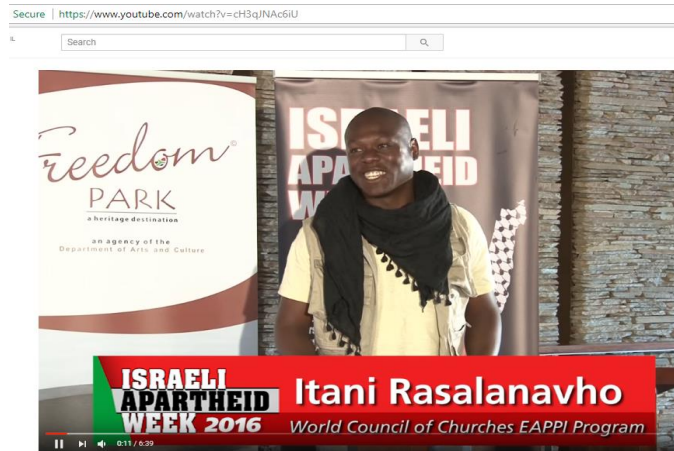 Secure | https://www.youtube.com/watch?v=cH3qJNAc6iU
Search
Freedom
PARK
a heritage destination
an agency of the
Department of Arts and Culture
ISRAELI
APARTHEID
ISRAELI
APARTHEID
WEEK 2016
Itani Rasalanavho
World Council of Churches EAPPI Program
0:11 / 6:39